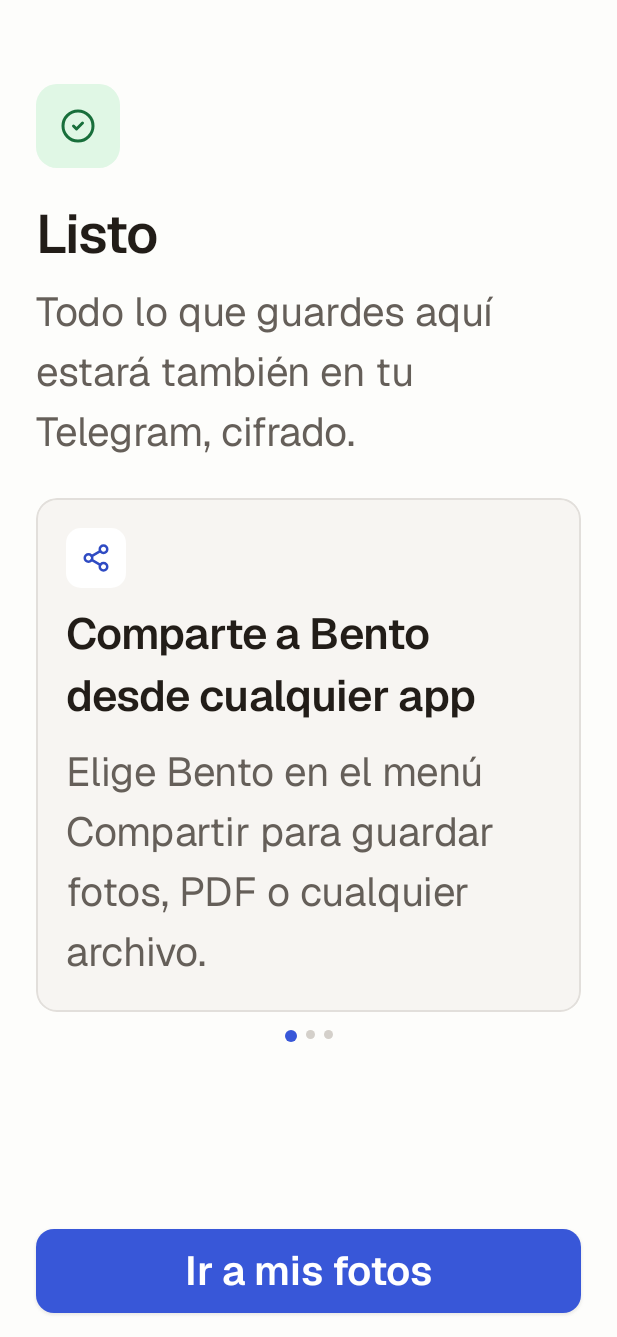 Listo
Todo lo que guardes aquí
estará también en tu
Telegram, cifrado.
Comparte a Bento
desde cualquier app
Elige Bento en el menú
Compartir para guardar
fotos, PDF o cualquier
archivo.
Ir a mis fotos